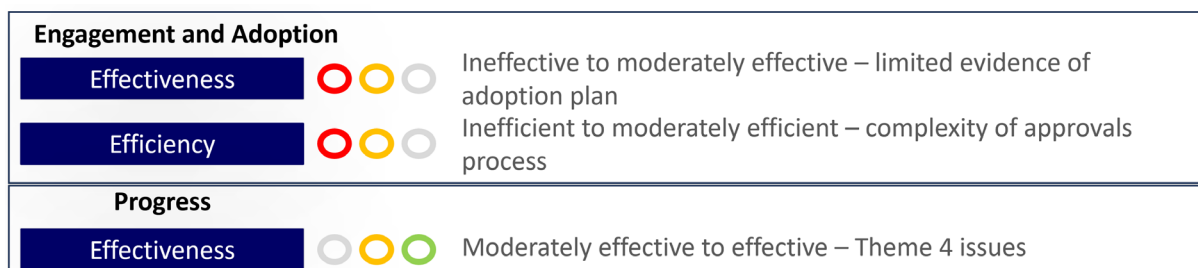 Engagement and Adoption
Effectiveness
Ineffective to moderately effective – limited evidence of
adoption plan
Efficiency
Inefficient to moderately efficient – complexity of approvals
process
Progress
Effectiveness
Moderately effective to effective – Theme 4 issues